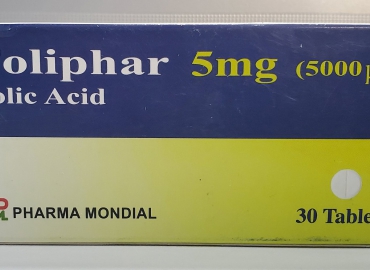 oliphar 5mg (5000
olic Acid
PHARMA MONDIAL
30 Table